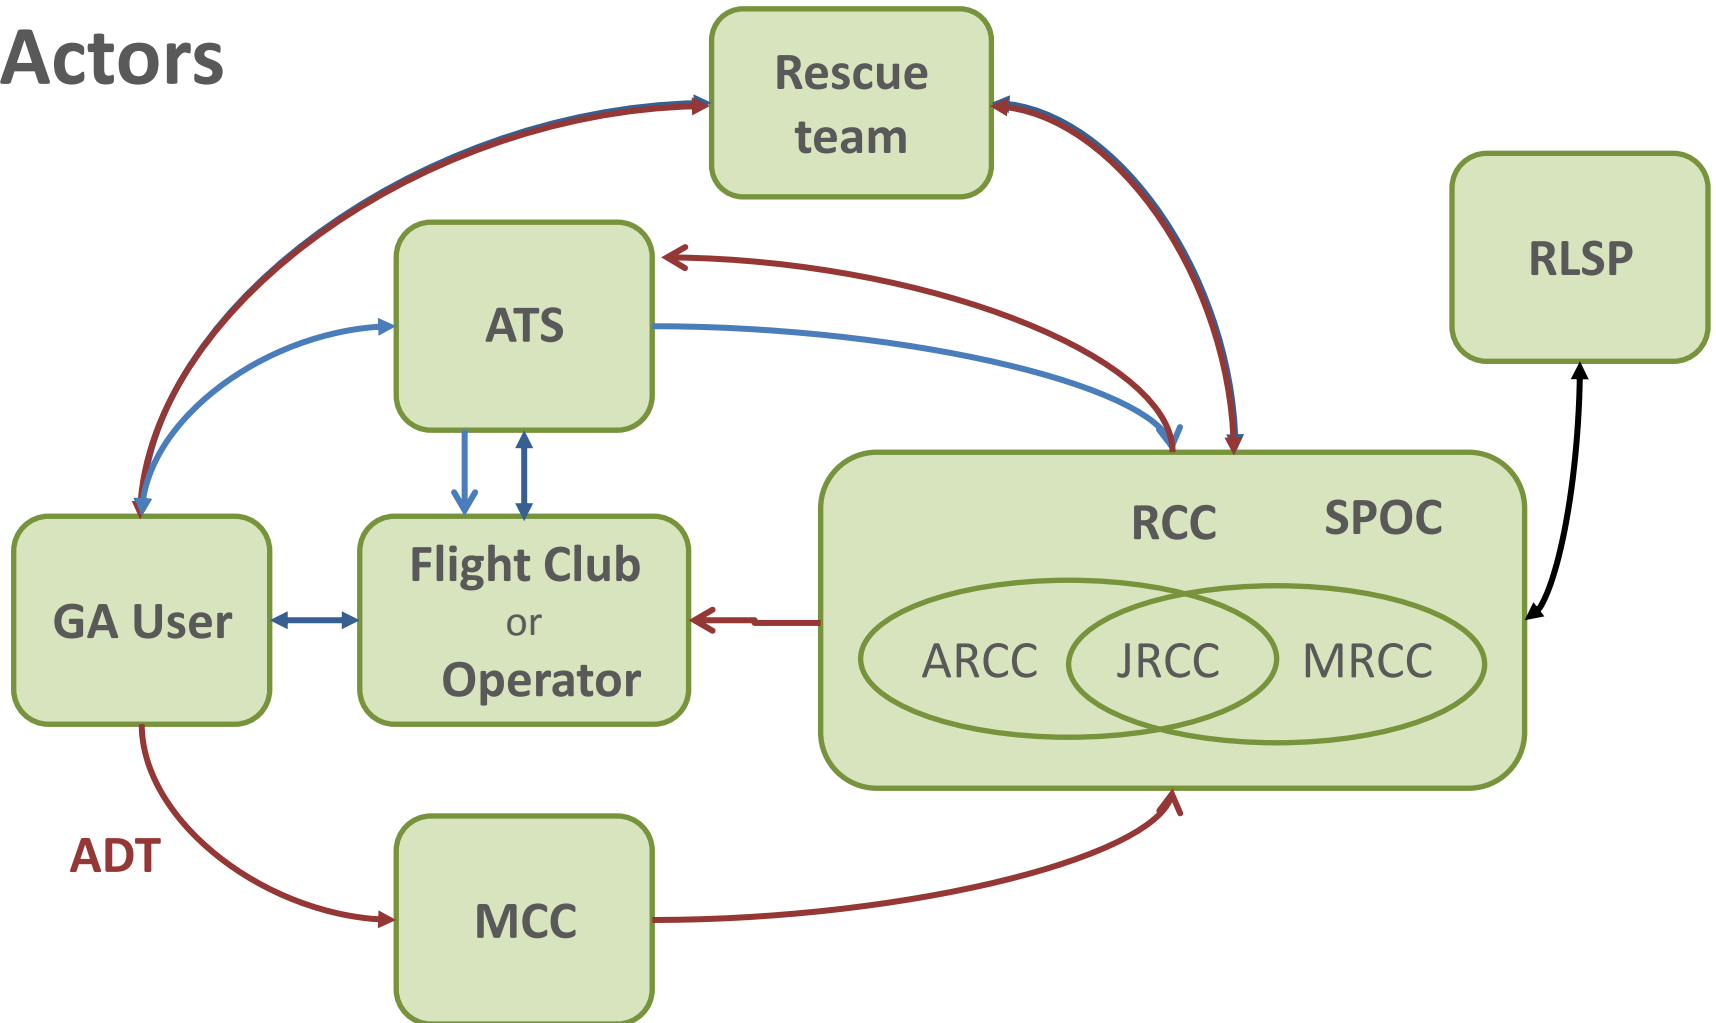 Actors
Rescue
team
RLSP
ATS
RCC
SPOC
GA User
Flight Club
or
Operator
ARCC
JRCC
MRCC
ADT
MCC